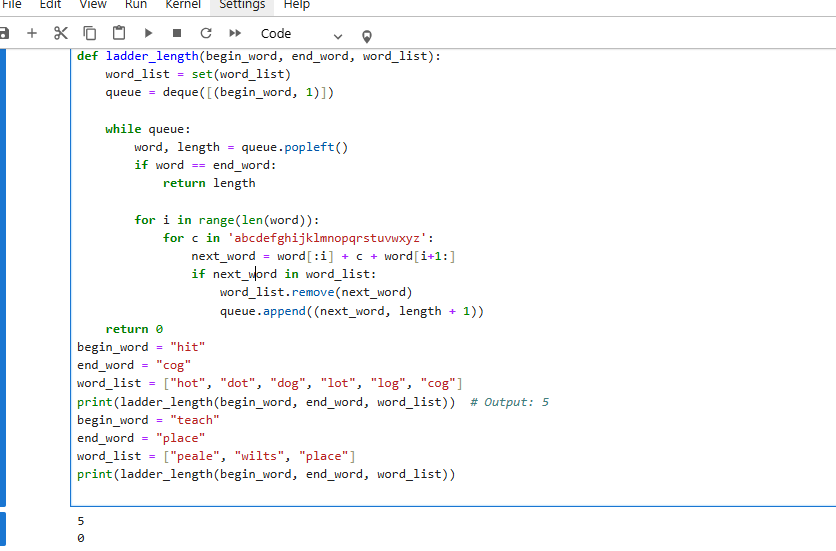 File Edit View Run Kernel Settings Help
Code
def ladder_length(begin_word, end_word, word_list):
    word_list = set(word_list)
    queue = deque([(begin_word, 1)])

    while queue:
        word, length = queue.popleft()
        if word == end_word:
            return length

        for i in range(len(word)):
            for c in 'abcdefghijklmnopqrstuvwxyz':
                next_word = word[:i] + c + word[i+1:]
                if next_word in word_list:
                    word_list.remove(next_word)
                    queue.append((next_word, length + 1))
    return 0
begin_word = "hit"
end_word = "cog"
word_list = ["hot", "dot", "dog", "lot", "log", "cog"]
print(ladder_length(begin_word, end_word, word_list))  # Output: 5
begin_word = "teach"
end_word = "place"
word_list = ["peale", "wilts", "place"]
print(ladder_length(begin_word, end_word, word_list))
5
0